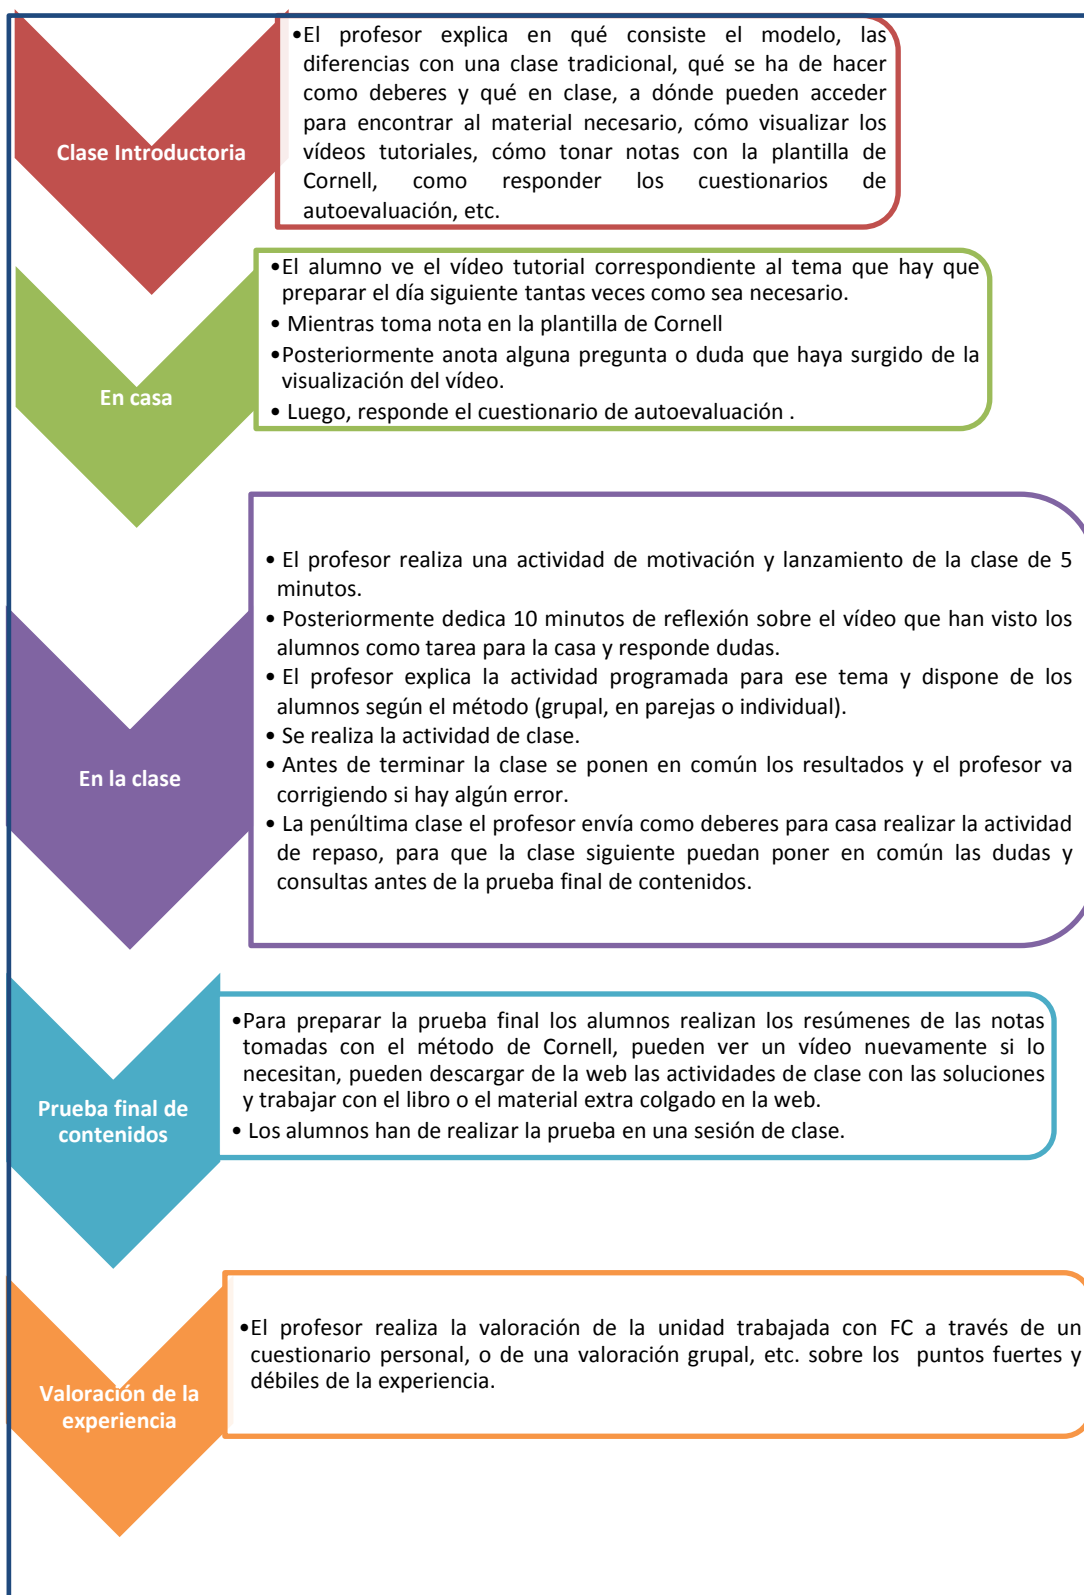 Clase Introductoria
•El profesor explica en qué consiste el modelo, las
diferencias con una clase tradicional, qué se ha de hacer
como deberes y qué en clase, a dónde pueden acceder
para encontrar al material necesario, cómo visualizar los
vídeos tutoriales, cómo tonar notas con la plantilla de
Cornell, como responder los cuestionarios de
autoevaluación, etc.
En casa
•El alumno ve el vídeo tutorial correspondiente al tema que hay que
preparar el día siguiente tantas veces como sea necesario.
• Mientras toma nota en la plantilla de Cornell
•Posteriormente anota alguna pregunta o duda que haya surgido de la
visualización del vídeo.
• Luego, responde el cuestionario de autoevaluación .
En la clase
• El profesor realiza una actividad de motivación y lanzamiento de la clase de 5
minutos.
• Posteriormente dedica 10 minutos de reflexión sobre el vídeo que han visto los
alumnos como tarea para la casa y responde dudas.
• El profesor explica la actividad programada para ese tema y dispone de los
alumnos según el método (grupal, en parejas o individual).
• Se realiza la actividad de clase.
• Antes de terminar la clase se ponen en común los resultados y el profesor va
corrigiendo si hay algún error.
• La penúltima clase el profesor envía como deberes para casa realizar la actividad
de repaso, para que la clase siguiente puedan poner en común las dudas y
consultas antes de la prueba final de contenidos.
Prueba final de
contenidos
•Para preparar la prueba final los alumnos realizan los resúmenes de las notas
tomadas con el método de Cornell, pueden ver un vídeo nuevamente si lo
necesitan, pueden descargar de la web las actividades de clase con las soluciones
y trabajar con el libro o el material extra colgado en la web.
• Los alumnos han de realizar la prueba en una sesión de clase.
Valoración de la
experiencia
•El profesor realiza la valoración de la unidad trabajada con FC a través de un
cuestionario personal, o de una valoración grupal, etc. sobre los  puntos fuertes y
débiles de la experiencia.